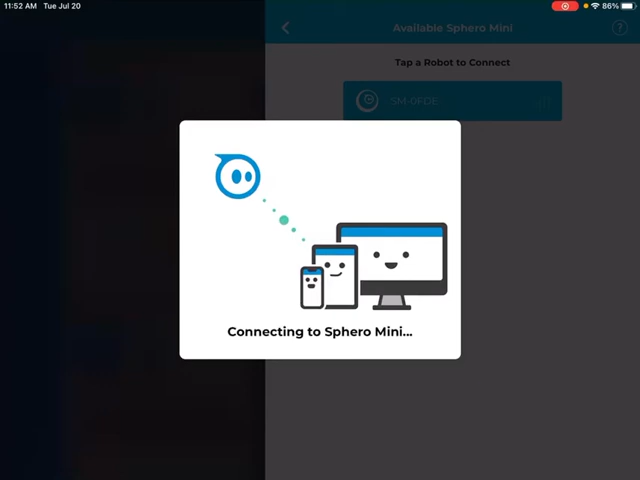 11:52 AM Tue Jul 20
86%
Available Sphero Mini
?
Tap a Robot to Connect
SM-0FDE
Connecting to Sphero Mini...